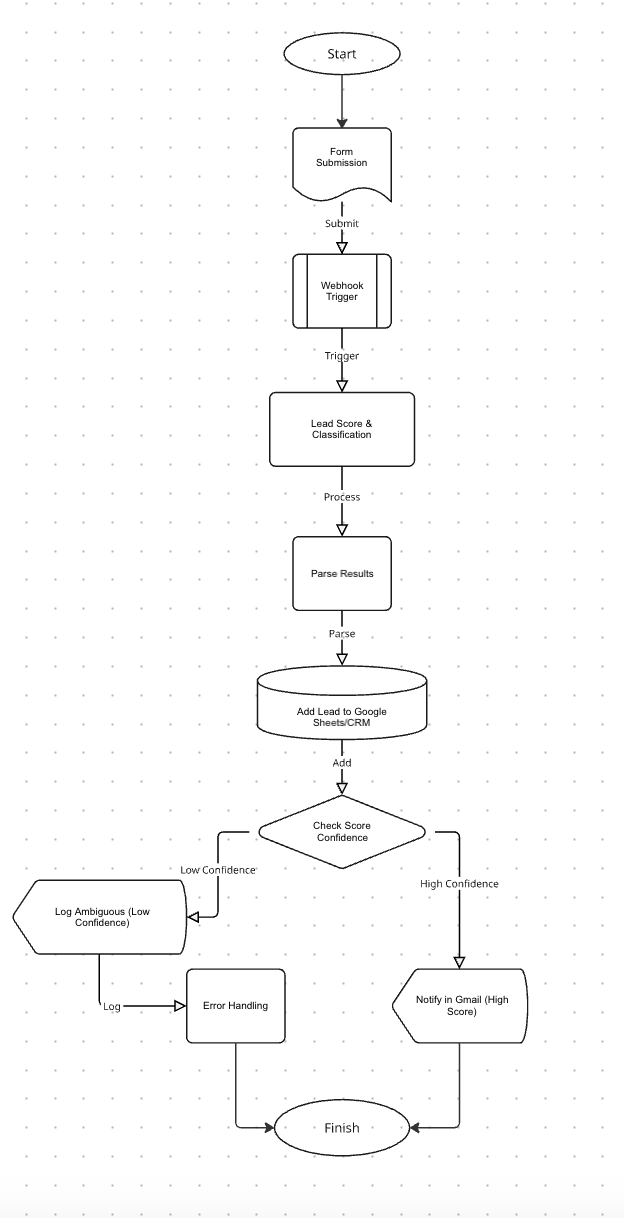 Start
Form
Submission
Submit
Webhook
Trigger
Trigger
Lead Score &
Classification
Process
Parse Results
Parse
Add Lead to Google
Sheets/CRM
Add
Check Score
Confidence
Low Confidence
High Confidence
Log Ambiguous (Low
Confidence)
Log
Error Handling
Notify in Gmail (High
Score)
Finish